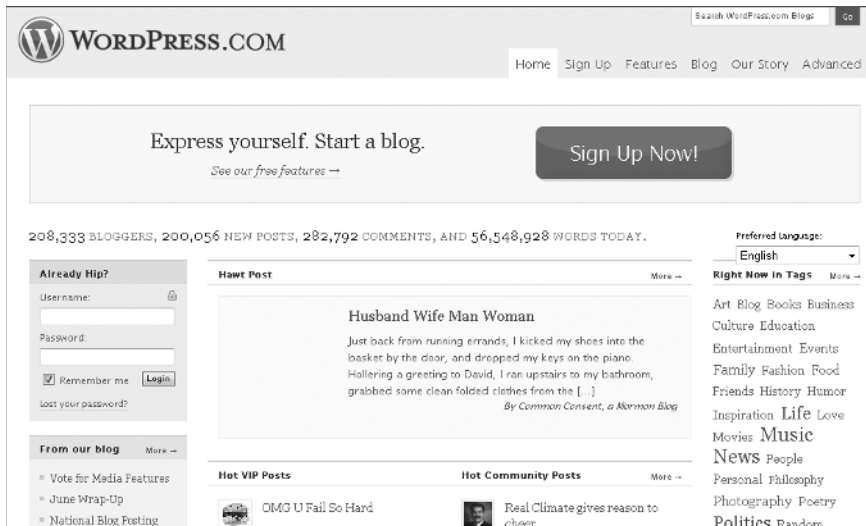 Search WordPress.com Blogs Go
WORDPRESS.COM
Home Sign Up Features Blog Our Story Advanced
Express yourself. Start a blog.
See our free features →
Sign Up Now!
208,333 BLOGGERS, 200,056 NEW POSTS, 282,792 COMMENTS, AND 56,548,928 WORDS TODAY.
Preferred Language:
English
Already Hip?
Username:
Password:
Remember me Login
Lost your password?
From our blog More →
Vote for Media Features
June Wrap-Up
National Blog Posting
Hawt Post More →
Husband Wife Man Woman
Just back from running errands, I kicked my shoes into the
basket by the door, and dropped my keys on the piano.
Hollering a greeting to David, I ran upstairs to my bathroom,
grabbed some clean folded clothes from the [...]
By Common Consent, a Mormon Blog
Hot VIP Posts
OMG U Fail So Hard
Hot Community Posts More →
Real Climate gives reason to
cheer
Right Now in Tags More →
Art Blog Books Business
Culture Education
Entertainment Events
Family Fashion Food
Friends History Humor
Inspiration Life Love
Movies Music
News People
Personal Philosophy
Photography Poetry
Politics Random